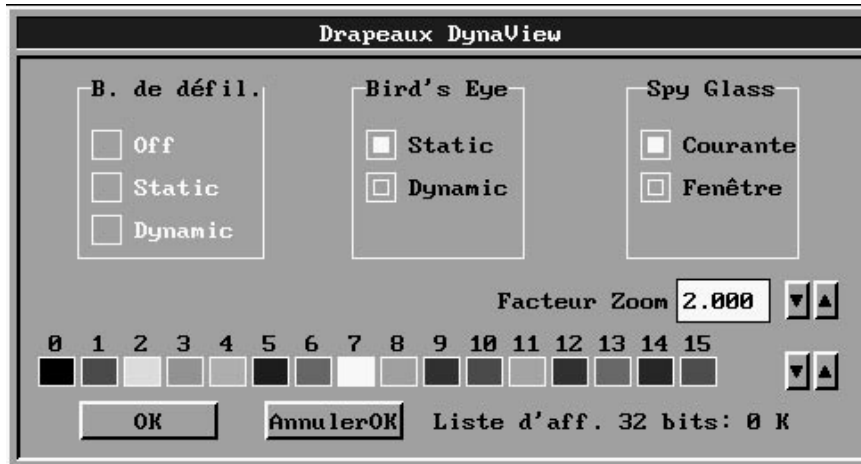 Drapeaux DynaView
B. de défil. Bird's Eye Spy Glass
Off Static Courante
Static Dynamic Fenêtre
Dynamic
Facteur Zoom 2.000
0 1 2 3 4 5 6 7 8 9 10 11 12 13 14 15
OK AnnulerOK Liste d'aff. 32 bits: 0 K